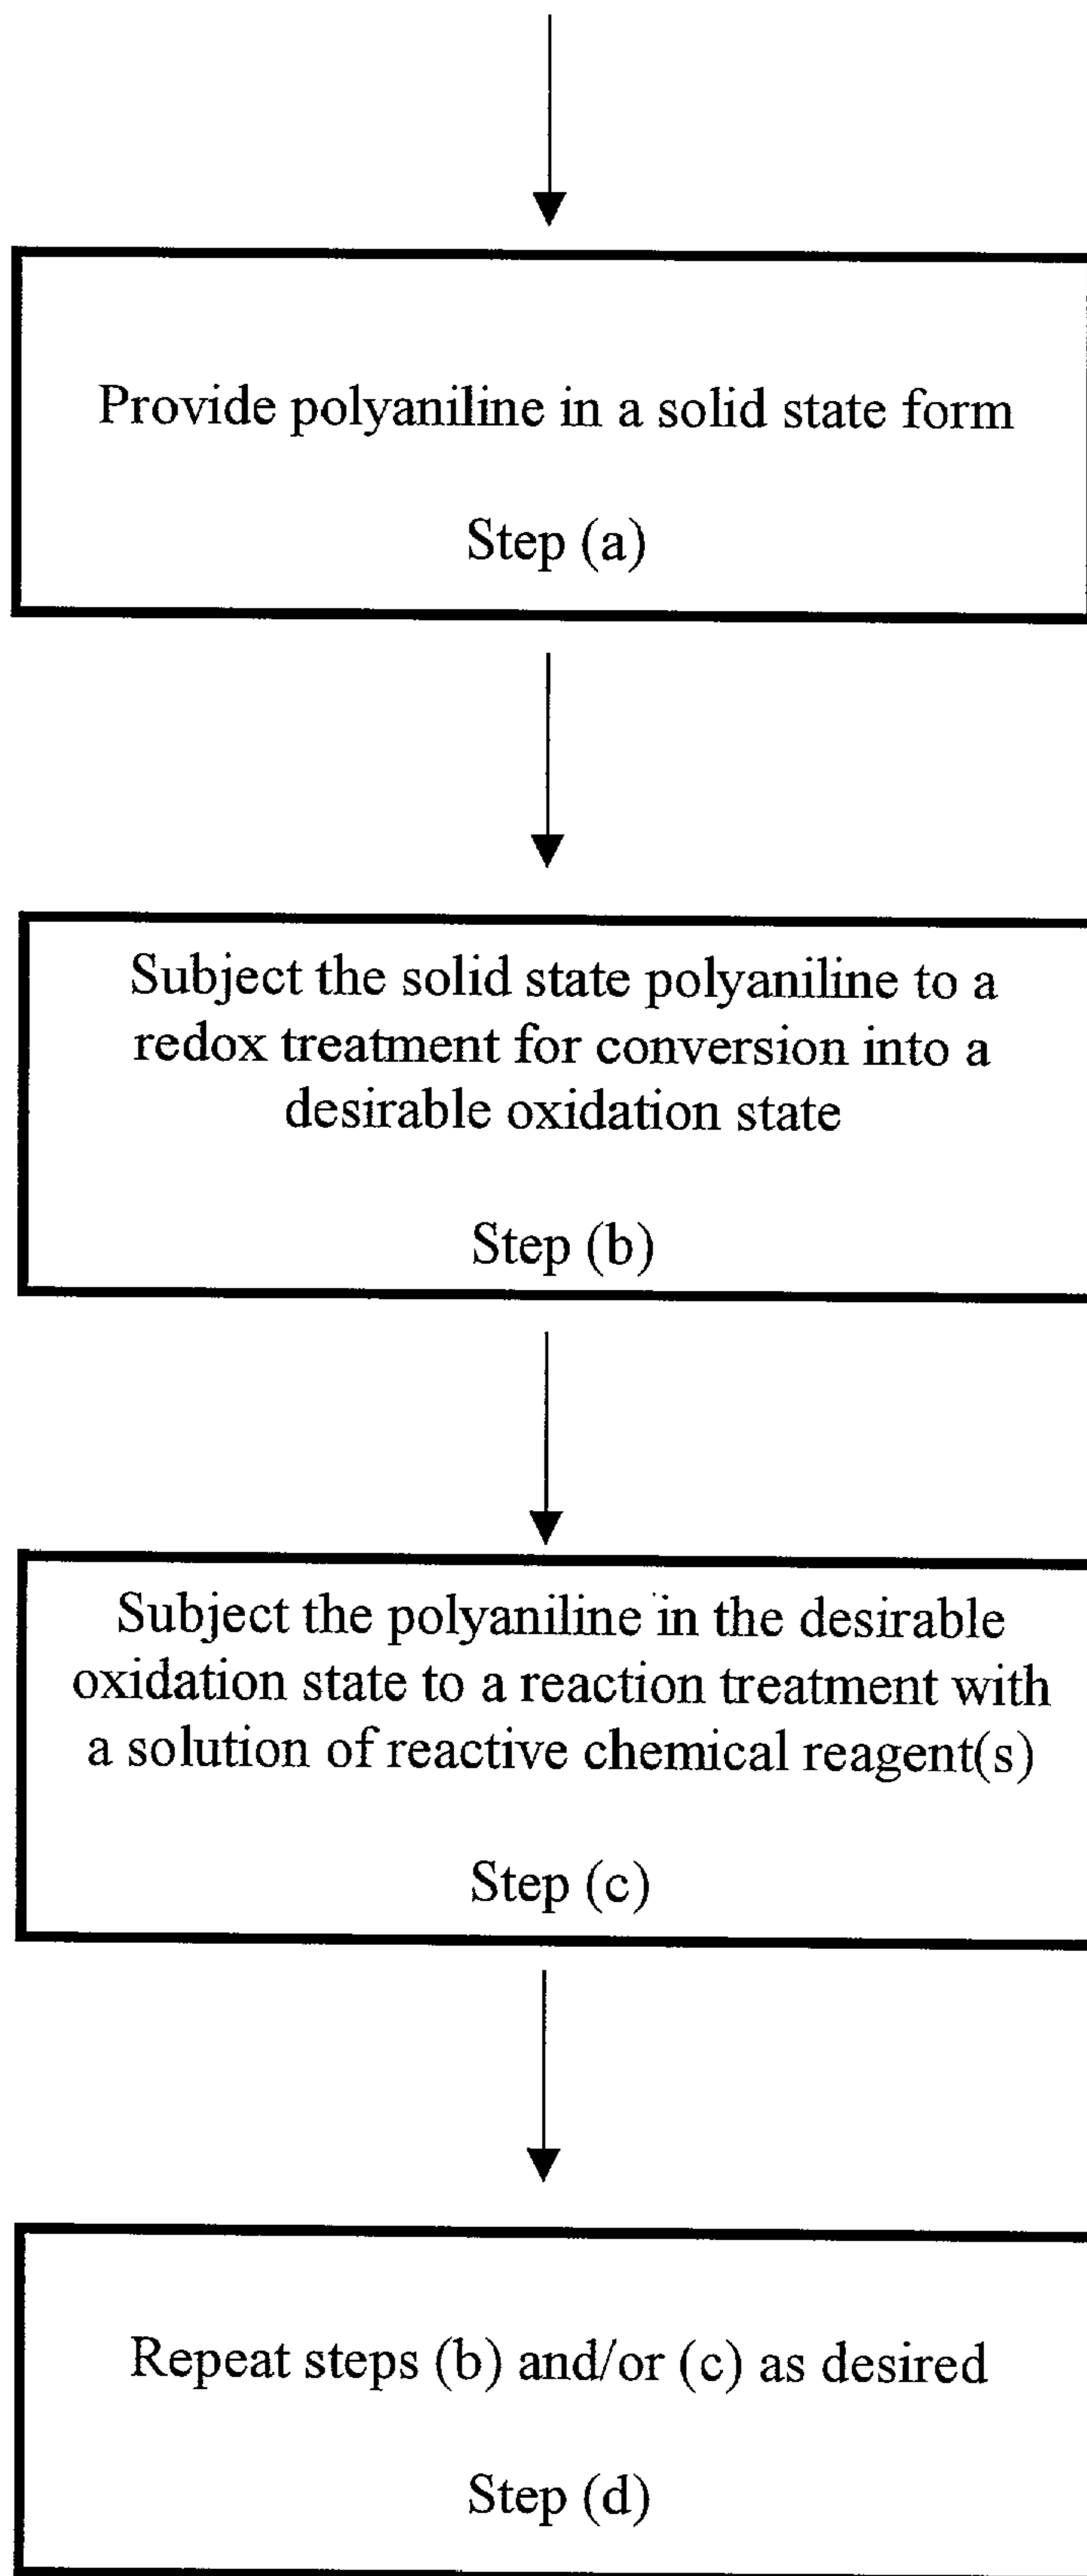 Provide polyaniline in a solid state form
Step (a)
Subject the solid state polyaniline to a
redox treatment for conversion into a
desirable oxidation state
Step (b)
Subject the polyaniline in the desirable
oxidation state to a reaction treatment with
a solution of reactive chemical reagent(s)
Step (c)
Repeat steps (b) and/or (c) as desired
Step (d)